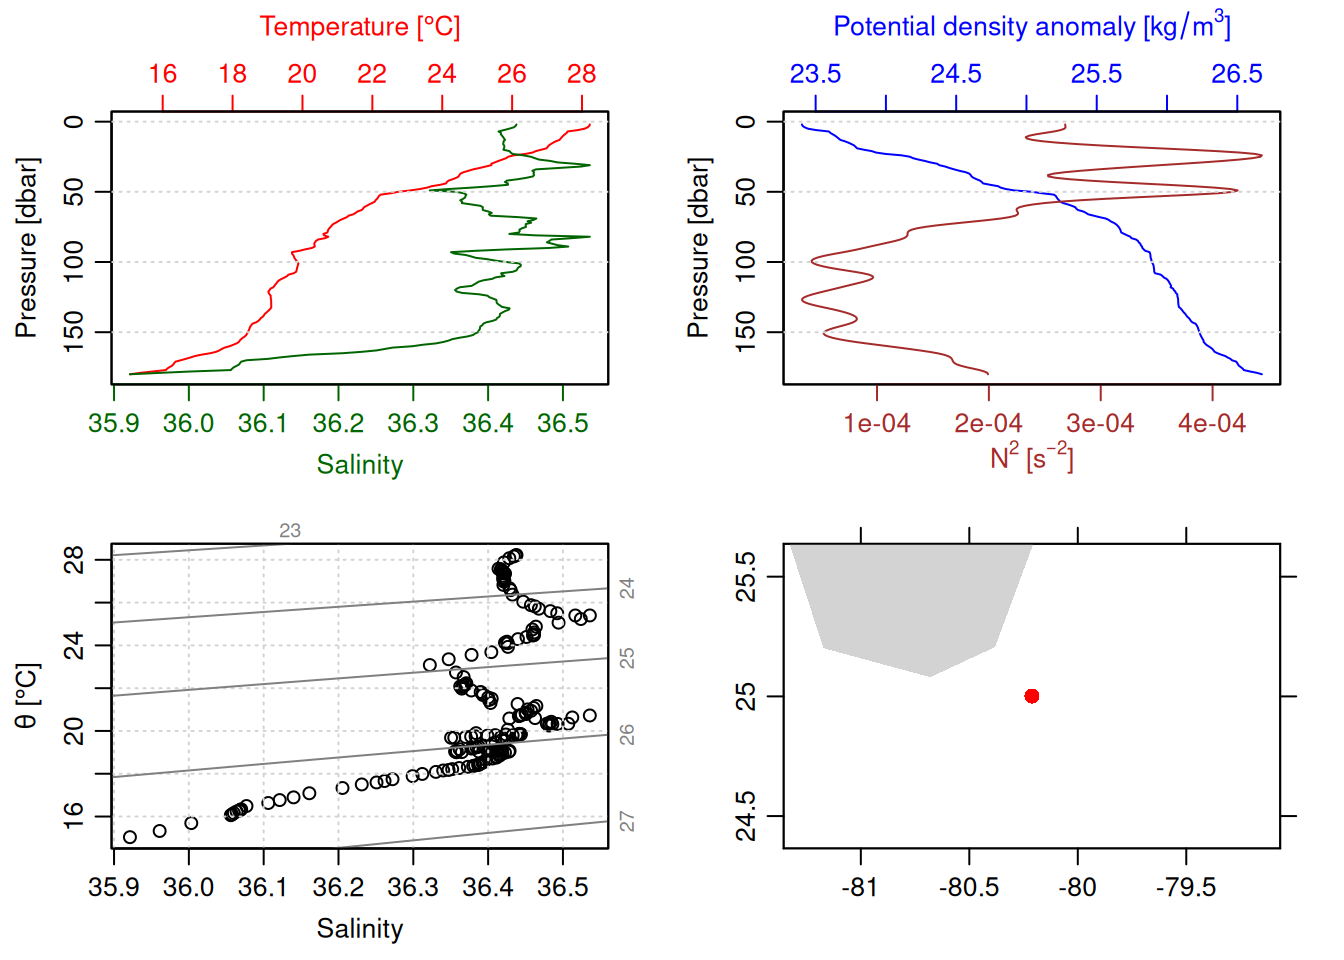 Temperature [°C]
16 18 20 22 24 26 28
Pressure [dbar]
0 50 100 150
35.9 36.0 36.1 36.2 36.3 36.4 36.5
Salinity
Potential density anomaly [kg/m³]
23.5 24.5 25.5 26.5
Pressure [dbar]
0 50 100 150
1e-04 2e-04 3e-04 4e-04
N² [s⁻²]
23
θ [°C]
28 24 20 16
24
25
26
27
35.9 36.0 36.1 36.2 36.3 36.4 36.5
Salinity
25.5 25 24.5
-81 -80.5 -80 -79.5